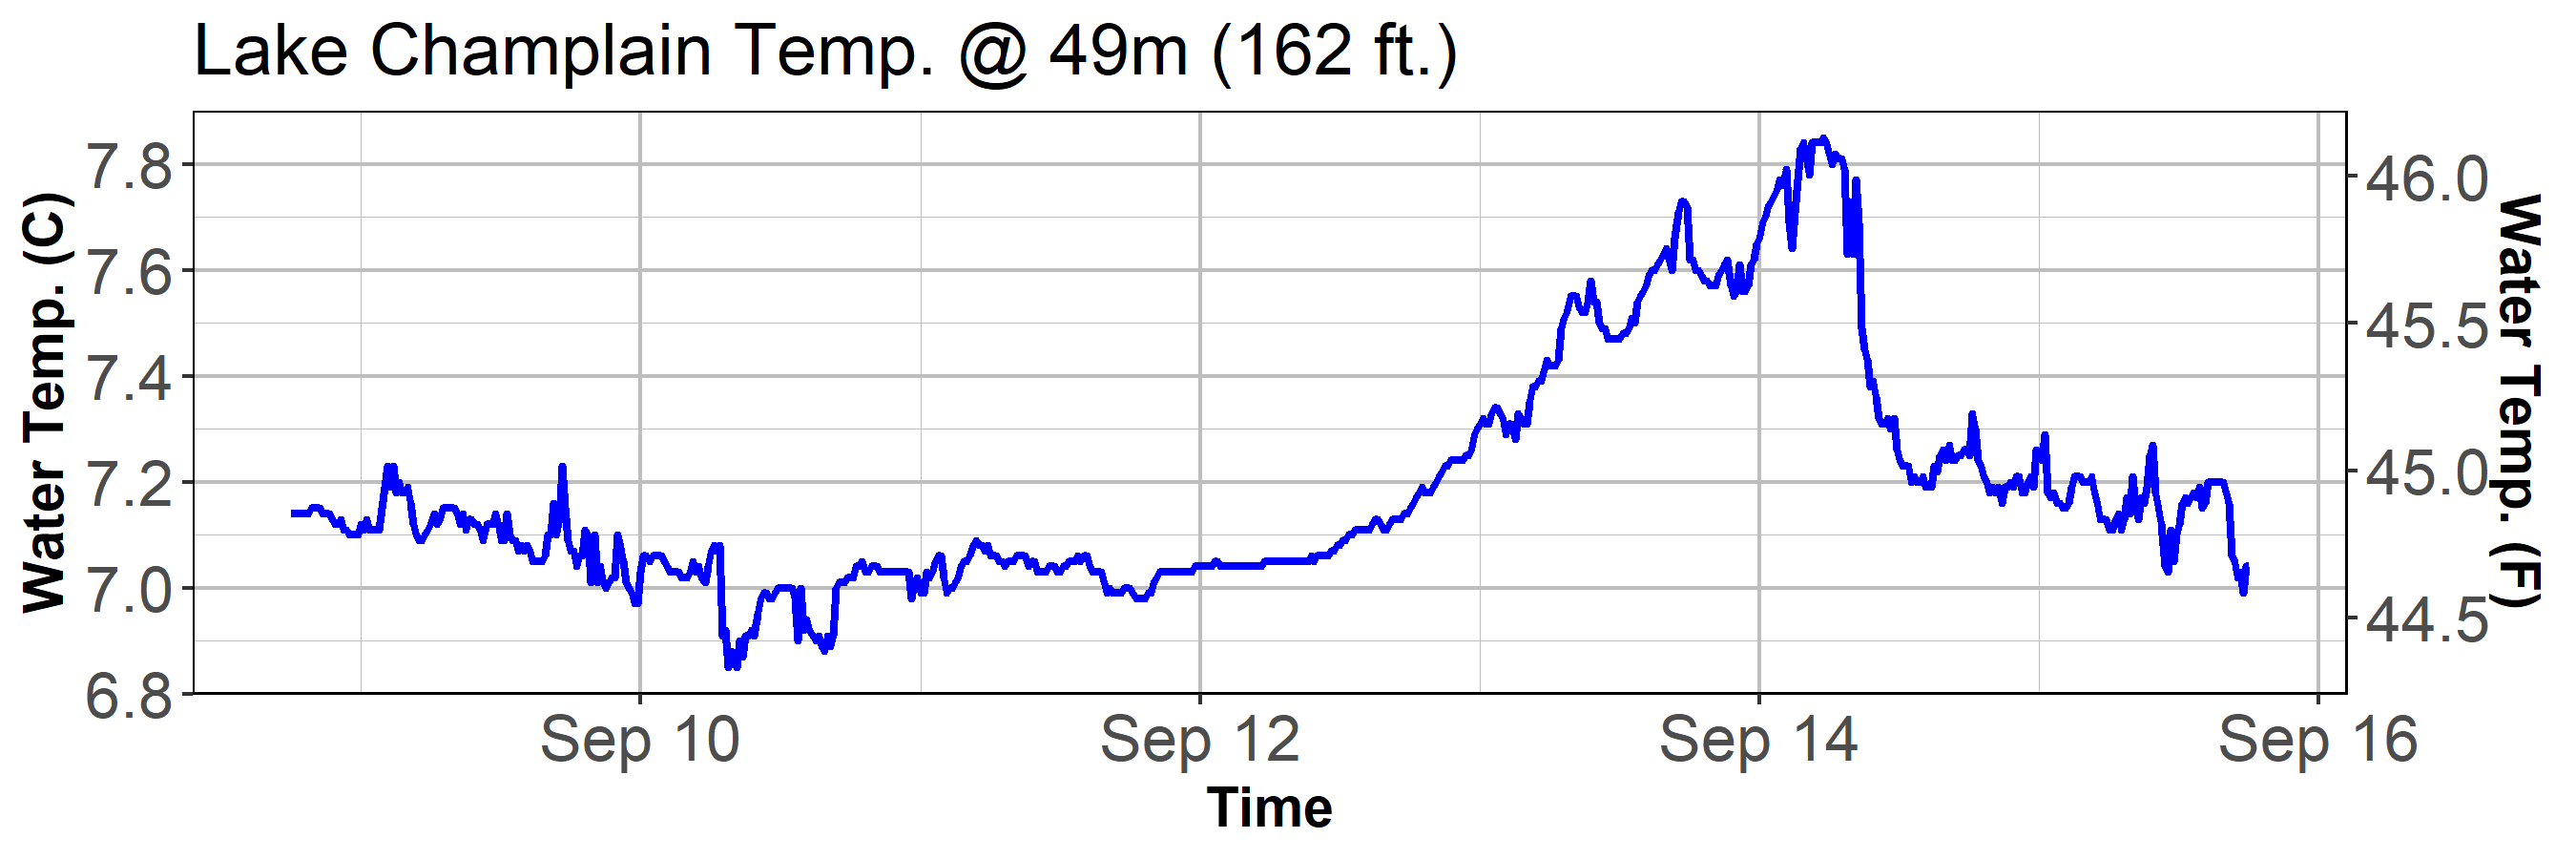 Lake Champlain Temp. @ 49m (162 ft.)
Water Temp. (C)
7.8
7.6
7.4
7.2
7.0
6.8
46.0
45.5
45.0
44.5
Water Temp. (F)
Sep 10
Sep 12
Sep 14
Sep 16
Time